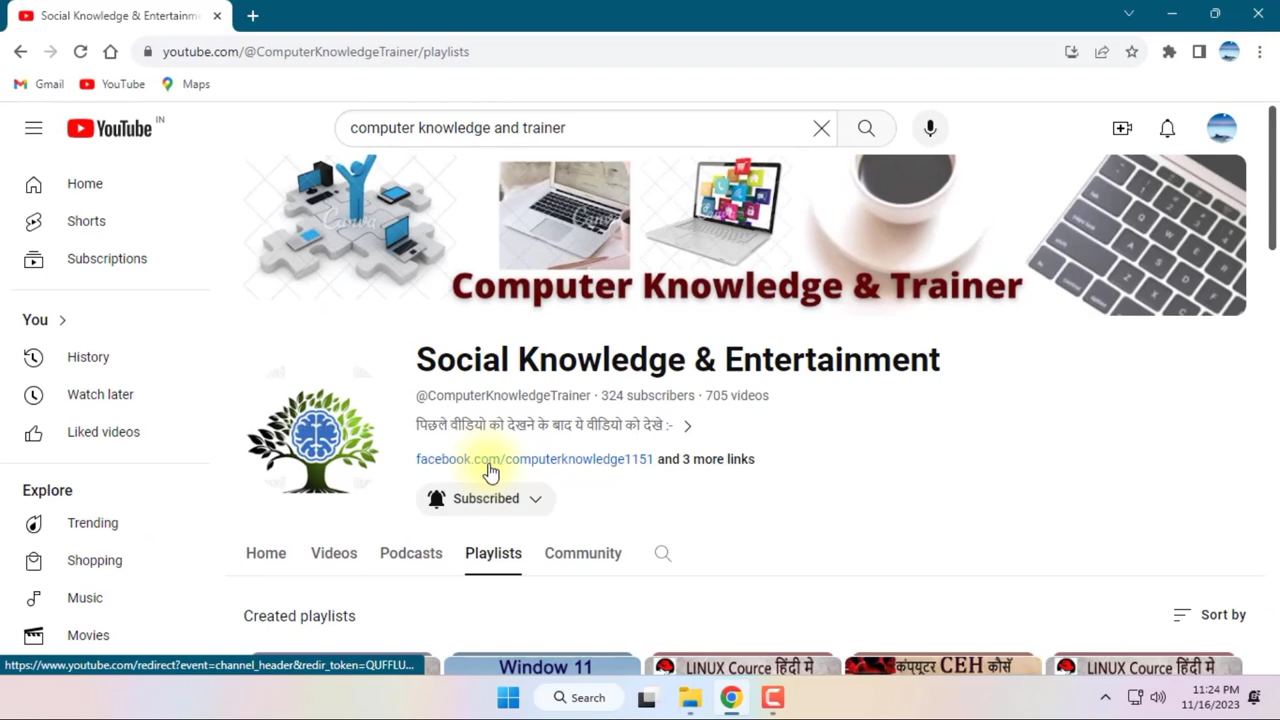 Social Knowledge & Entertainm
youtube.com/@ComputerKnowledgeTrainer/playlists
Gmail
YouTube
Maps
YouTube IN
computer knowledge and trainer
Home
Shorts
Subscriptions
You
History
Watch later
Liked videos
Explore
Trending
Shopping
Music
Movies
Computer Knowledge & Trainer
Social Knowledge & Entertainment
@ComputerKnowledgeTrainer · 324 subscribers · 705 videos
पिछले वीडियो को देखने के बाद ये वीडियो को देखे :-
facebook.com/computerknowledge1151 and 3 more links
Subscribed
Home Videos Podcasts Playlists Community
Created playlists
Sort by
https://www.youtube.com/redirect?event=channel_header&redir_token=QUFFLU...
Window 11
LINUX Cource हिंदी मे
कंप्यूटर CEH कौर्स
LINUX Cource हिंदी मे
Search
11:24 PM
11/16/2023